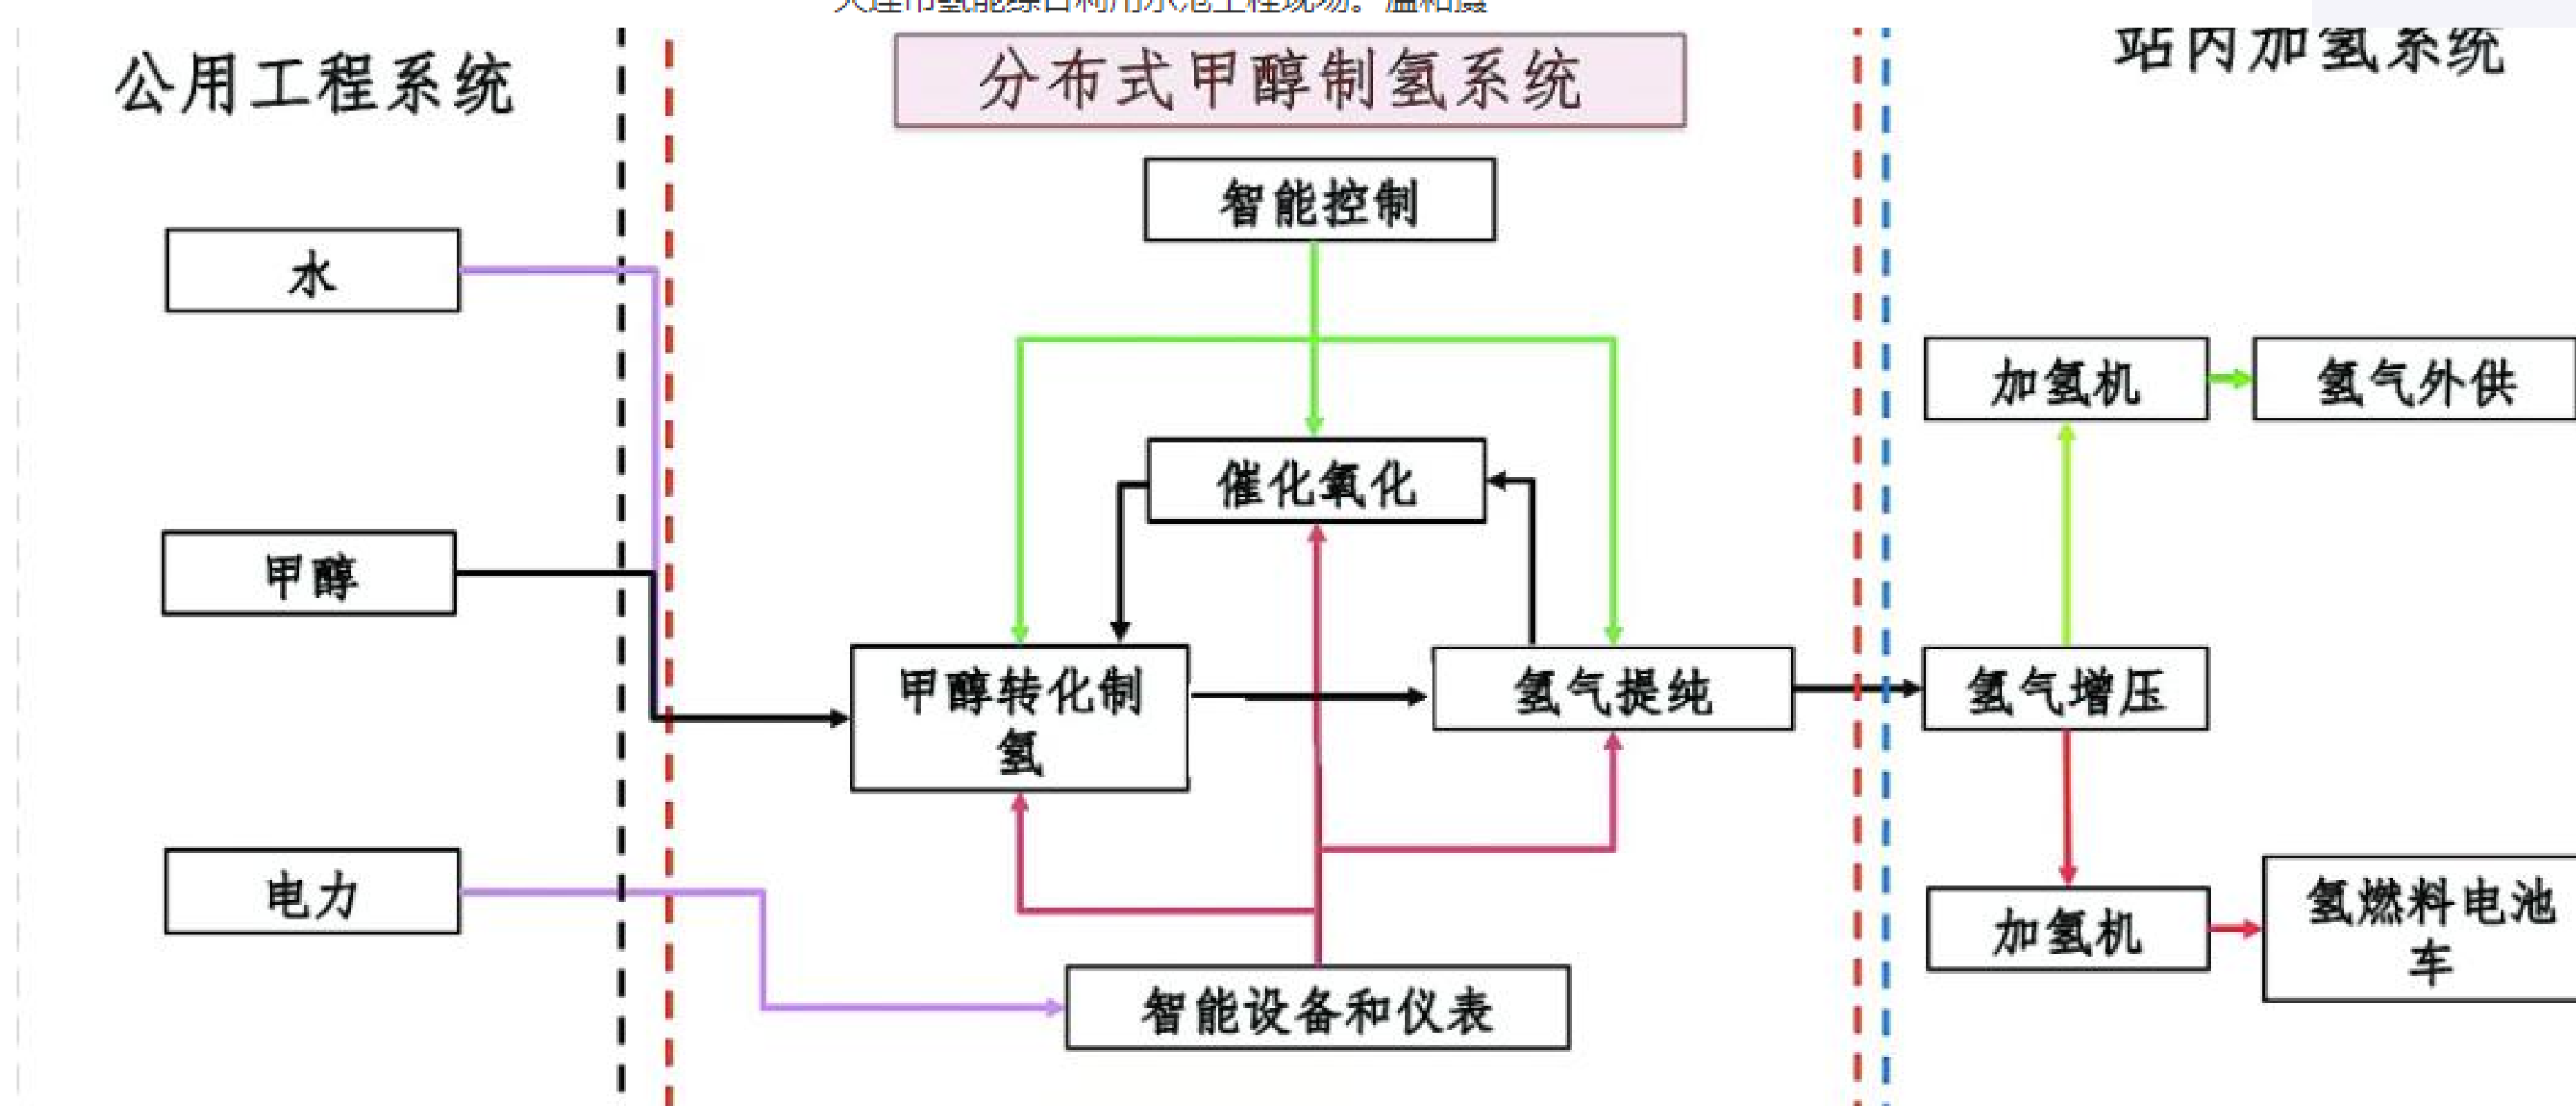 公用工程系统
分布式甲醇制氢系统
站内加氢系统
智能控制
水
加氢机
氢气外供
催化氧化
甲醇
甲醇转化制
氢
氢气提纯
氢气增压
电力
加氢机
氢燃料电池
车
智能设备和仪表